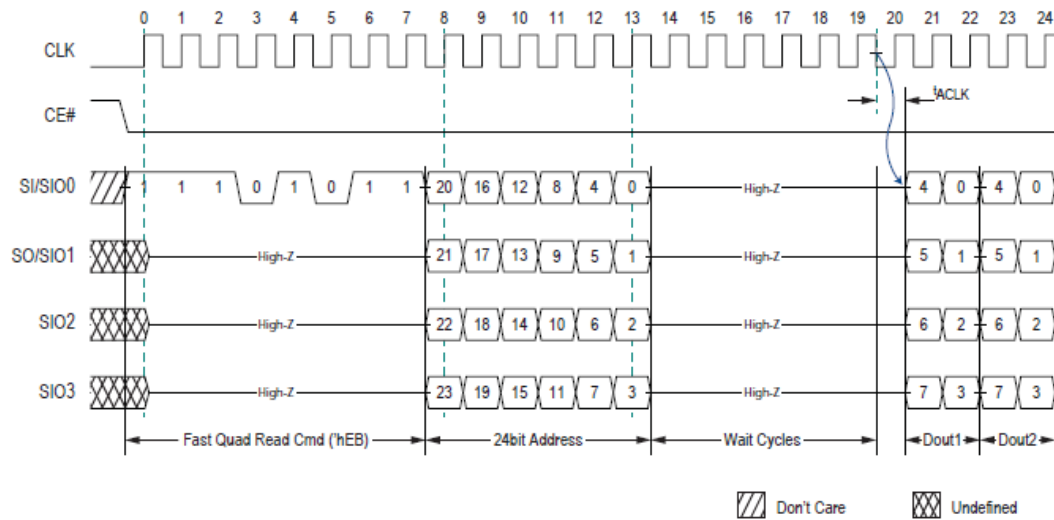 0 1 2 3 4 5 6 7 8 9 10 11 12 13 14 15 16 17 18 19 20 21 22 23 24
CLK
tACLK
CE#
SI/SIO0 1 1 1 0 1 0 1 1 20 16 12 8 4 0 High-Z 4 0 4 0
SO/SIO1 High-Z 21 17 13 9 5 1 High-Z 5 1 5 1
SIO2 High-Z 22 18 14 10 6 2 High-Z 6 2 6 2
SIO3 High-Z 23 19 15 11 7 3 High-Z 7 3 7 3
Fast Quad Read Cmd ('hEB) 24bit Address Wait Cycles Dout1 Dout2
Don't Care Undefined